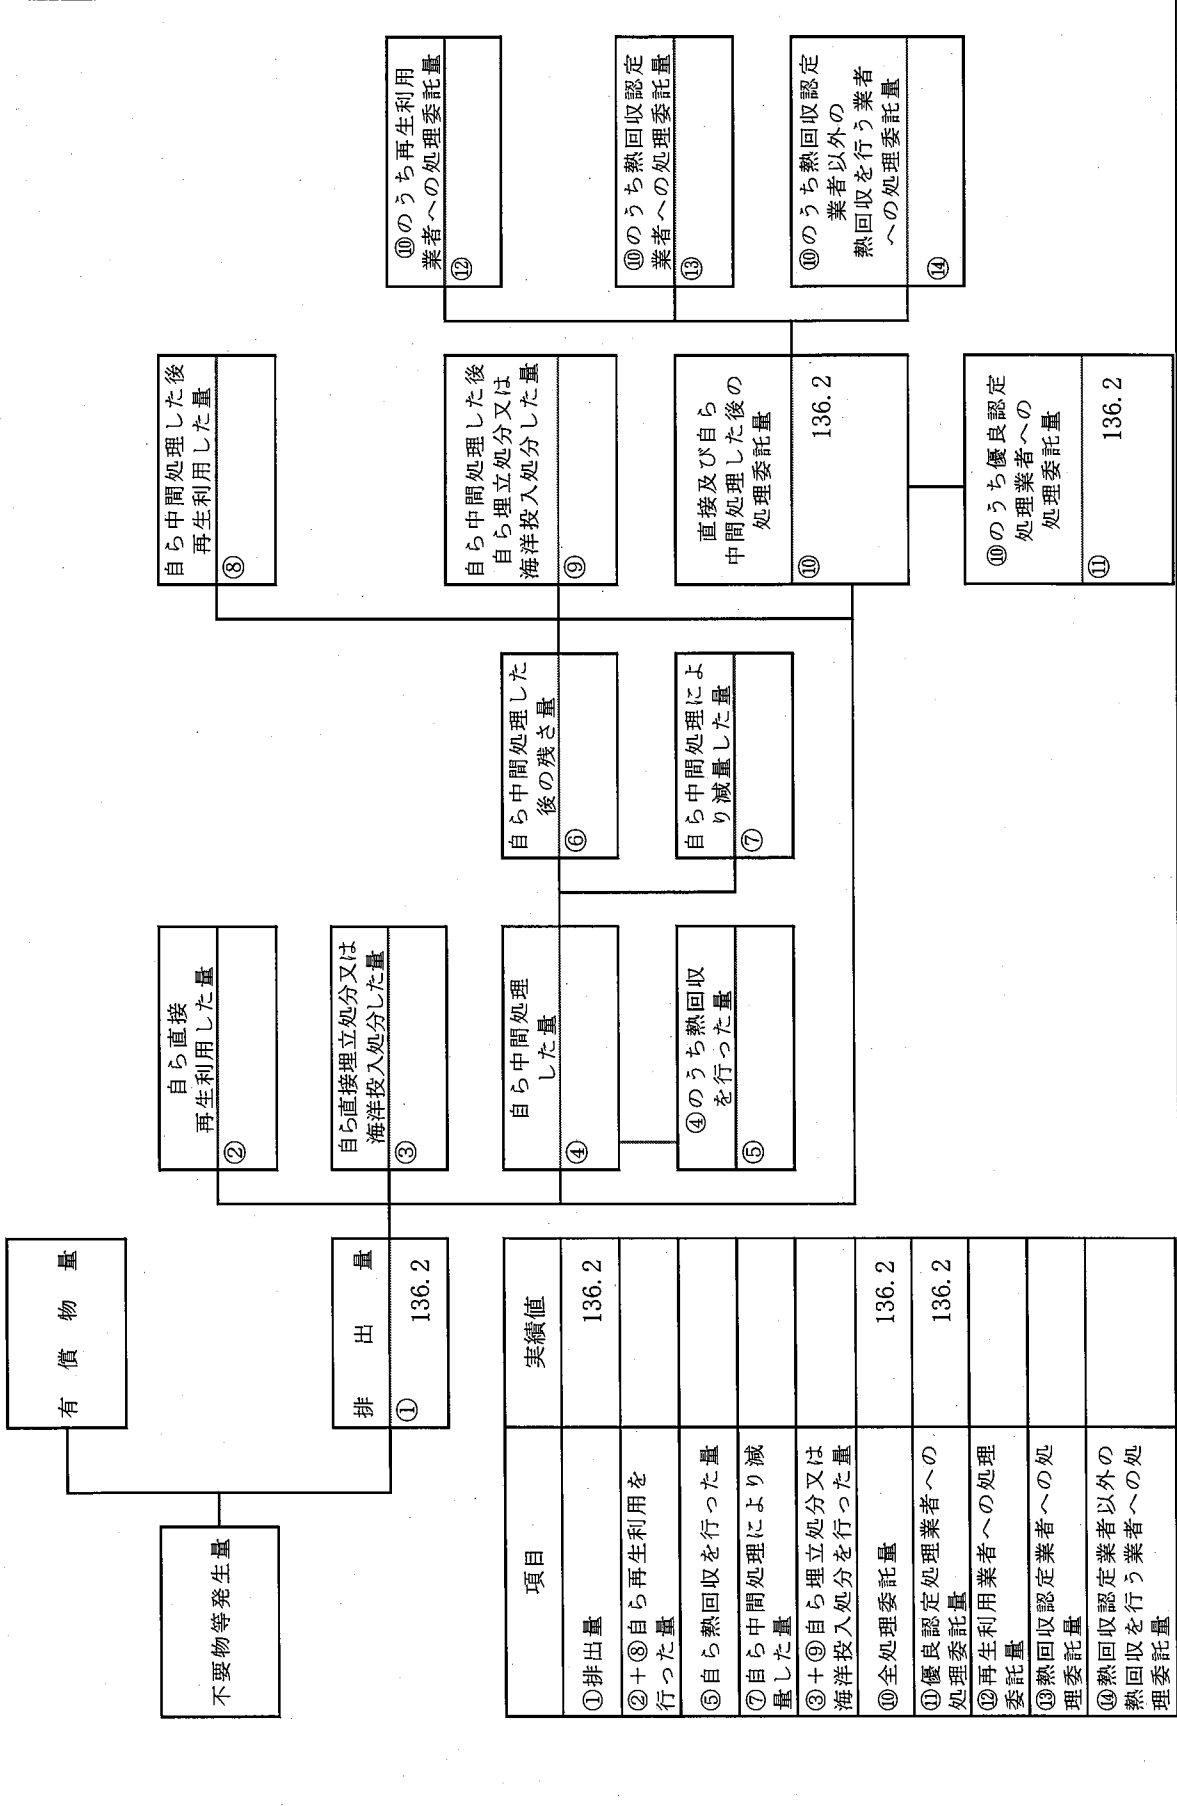 不要物等発生量
有償物量
排出量
①
136.2
自ら直接
再生利用した量
②
自ら直接埋立処分又は
海洋投入処分した量
③
自ら中間処理
した量
④
④のうち熱回収
を行った量
⑤
自ら中間処理した
後の残さ量
⑥
自ら中間処理によ
り減量した量
⑦
自ら中間処理した後
再生利用した量
⑧
自ら中間処理した後
自ら埋立処分又は
海洋投入処分した量
⑨
直接及び自ら
中間処理した後の
処理委託量
⑩
136.2
⑩のうち優良認定
処理業者への
処理委託量
⑪
136.2
⑩のうち再生利用
業者への処理委託量
⑫
⑩のうち熱回収認定
業者への処理委託量
⑬
⑩のうち熱回収認定
業者以外の
熱回収を行う業者
への処理委託量
⑭
項目 実績値
①排出量 136.2
②＋⑧自ら再生利用を
行った量
⑤自ら熱回収を行った量
⑦自ら中間処理により減
量した量
③＋⑨自ら埋立処分又は
海洋投入処分を行った量
⑩全処理委託量 136.2
⑪優良認定処理業者への
処理委託量 136.2
⑫再生利用業者への処理
委託量
⑬熱回収認定業者への処
理委託量
⑭熱回収認定業者以外の
熱回収を行う業者への処
理委託量